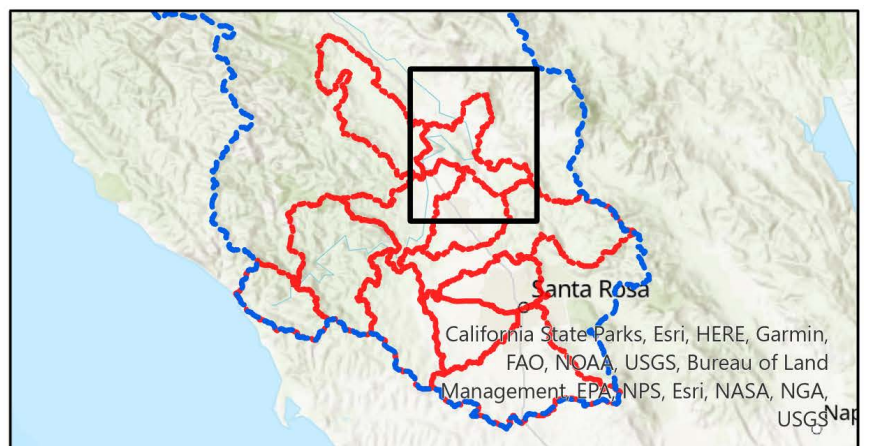 Santa Rosa
California State Parks, Esri, HERE, Garmin,
FAO, NOAA, USGS, Bureau of Land
Management, EPA, NPS, Esri, NASA, NGA,
USGS
Nap